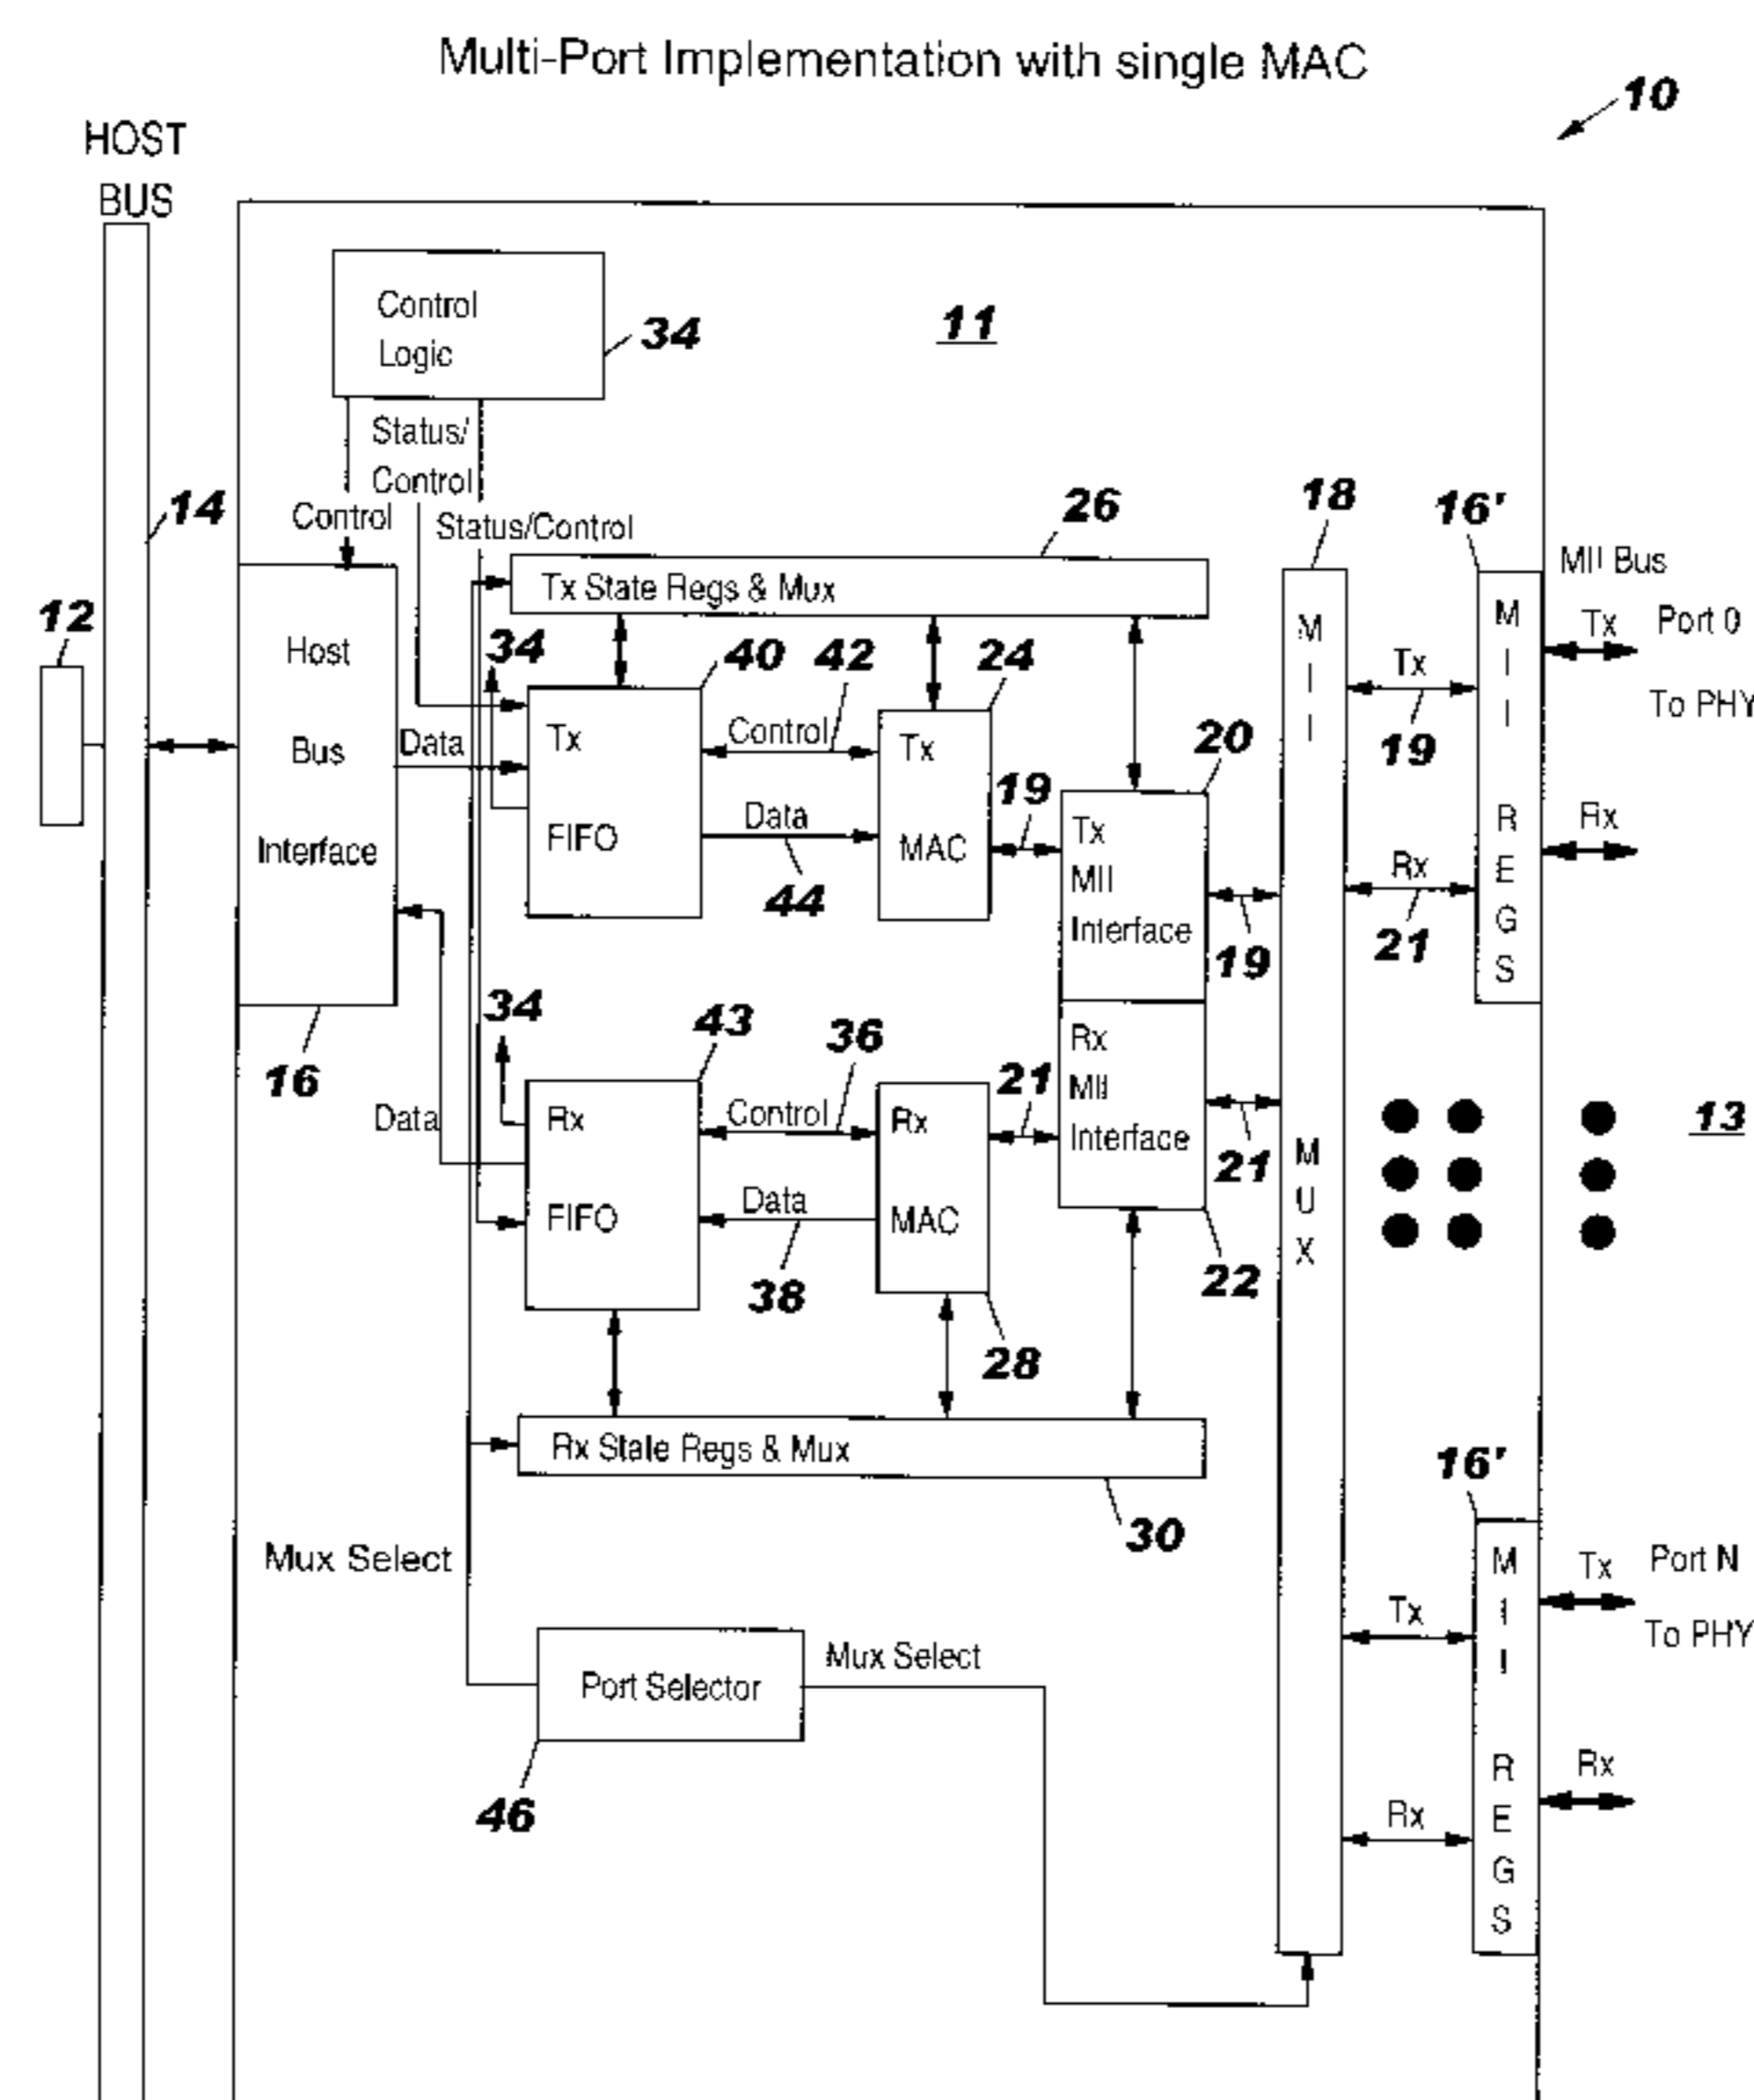 Multi-Port Implementation with single MAC
10
HOST
BUS
Control
Logic
34
11
Status/
Control
Control
Status/Control
14
26
18
16'
MII Bus
Tx State Regs & Mux
12
Host
Bus
Interface
16
34
40
42
24
Data
Tx
FIFO
Control
Data
44
Tx
MAC
19
20
Tx
MII
Interface
19
M
I
I
M
U
X
Tx
19
Rx
21
M
I
I
R
E
G
S
Tx
Port 0
To PHY
Rx
34
43
36
21
Data
Rx
FIFO
Control
Data
38
Rx
MAC
28
Rx
MII
Interface
21
22
13
Rx State Regs & Mux
30
16'
Mux Select
Port Selector
Mux Select
46
Tx
Rx
M
I
I
R
E
G
S
Tx
Port N
To PHY
Rx